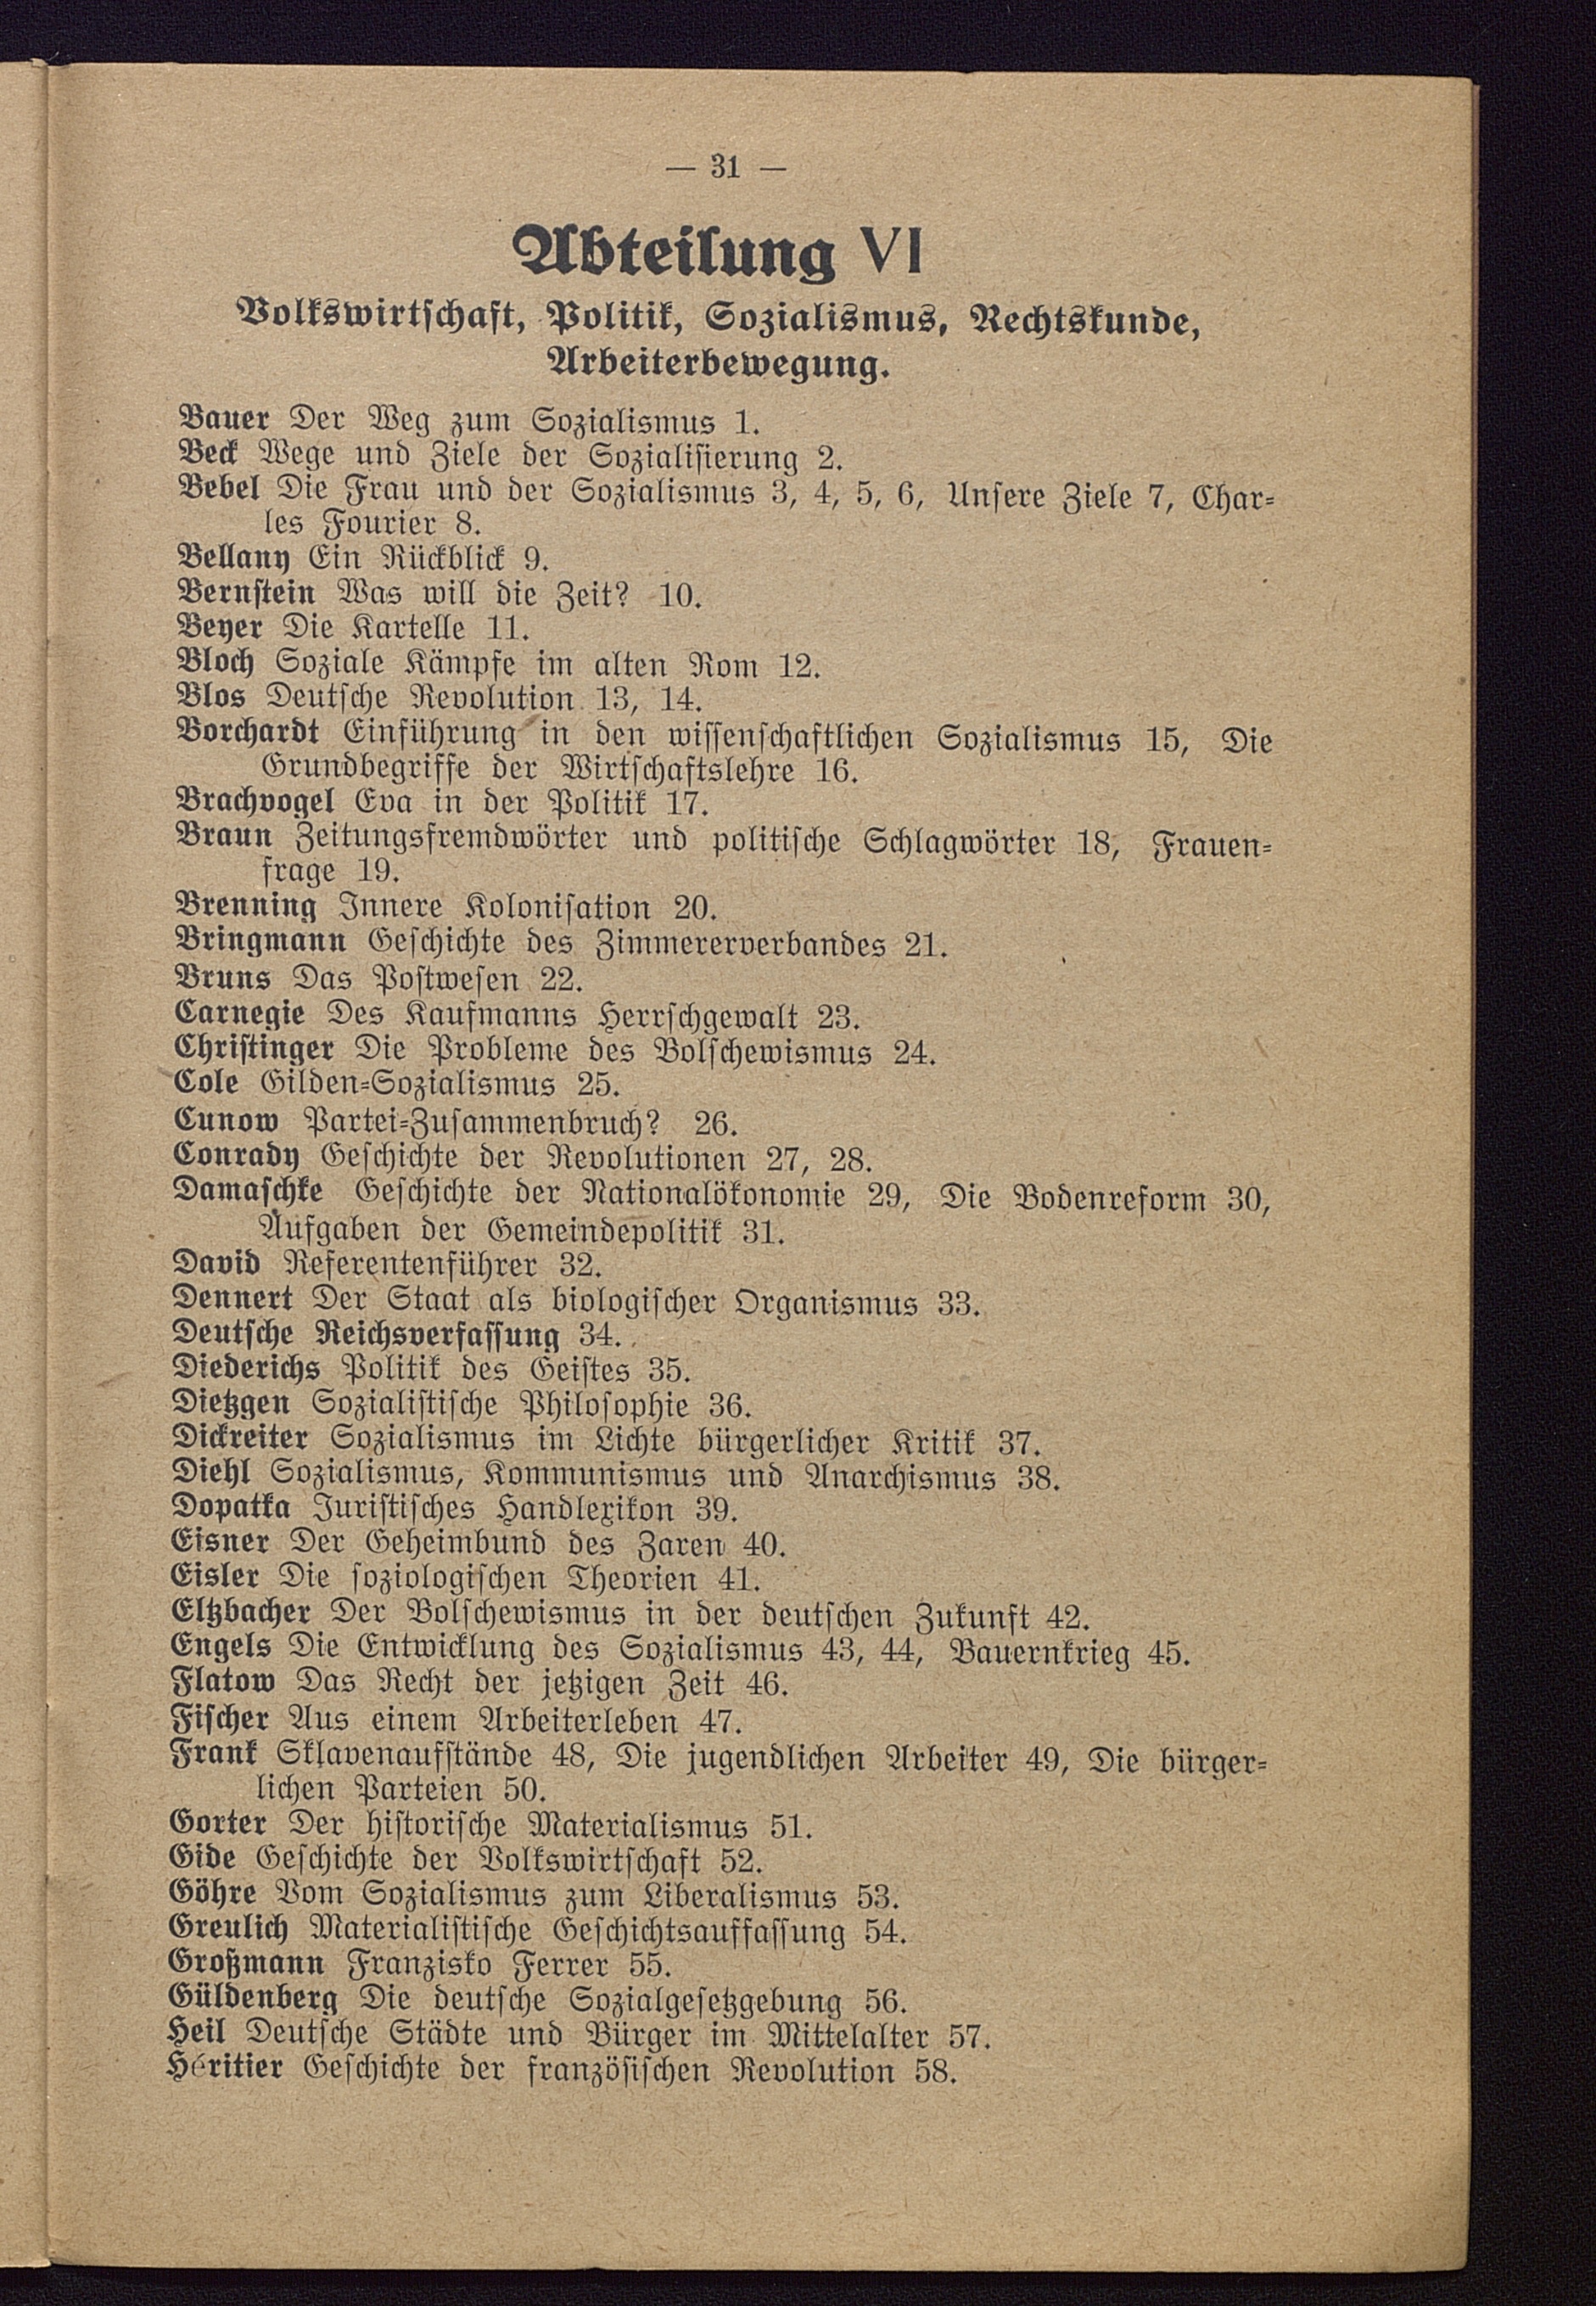 — 31 —
Abteilung VI
Volkswirtschaft, Politik, Sozialismus, Rechtskunde,
Arbeiterbewegung.
Bauer Der Weg zum Sozialismus 1.
Beck Wege und Ziele der Sozialisierung 2.
Bebel Die Frau und der Sozialismus 3, 4, 5, 6, Unsere Ziele 7, Char-
les Fourier 8.
Bellany Ein Rückblick 9.
Bernstein Was will die Zeit? 10.
Beyer Die Kartelle 11.
Bloch Soziale Kämpfe im alten Rom 12.
Blos Deutsche Revolution 13, 14.
Borchardt Einführung in den wissenschaftlichen Sozialismus 15, Die
Grundbegriffe der Wirtschaftslehre 16.
Brachvogel Eva in der Politik 17.
Braun Zeitungsfremdwörter und politische Schlagwörter 18, Frauen-
frage 19.
Brenning Innere Kolonisation 20.
Bringmann Geschichte des Zimmererverbandes 21.
Bruns Das Postwesen 22.
Carnegie Des Kaufmanns Herrschgewalt 23.
Christinger Die Probleme des Bolschewismus 24.
Cole Gilden-Sozialismus 25.
Cunow Partei-Zusammenbruch? 26.
Conrady Geschichte der Revolutionen 27, 28.
Damaschke Geschichte der Nationalökonomie 29, Die Bodenreform 30,
Aufgaben der Gemeindepolitik 31.
David Referentenführer 32.
Dennert Der Staat als biologischer Organismus 33.
Deutsche Reichsverfassung 34.
Diederichs Politik des Geistes 35.
Dietzgen Sozialistische Philosophie 36.
Dickreiter Sozialismus im Lichte bürgerlicher Kritik 37.
Diehl Sozialismus, Kommunismus und Anarchismus 38.
Dopatka Juristisches Handlexikon 39.
Eisner Der Geheimbund des Zaren 40.
Eisler Die soziologischen Theorien 41.
Eltzbacher Der Bolschewismus in der deutschen Zukunft 42.
Engels Die Entwicklung des Sozialismus 43, 44, Bauernkrieg 45.
Flatow Das Recht der jetzigen Zeit 46.
Fischer Aus einem Arbeiterleben 47.
Frank Sklavenaufstände 48, Die jugendlichen Arbeiter 49, Die bürger-
lichen Parteien 50.
Gorter Der historische Materialismus 51.
Gide Geschichte der Volkswirtschaft 52.
Göhre Vom Sozialismus zum Liberalismus 53.
Greulich Materialistische Geschichtsauffassung 54.
Großmann Franzisko Ferrer 55.
Güldenberg Die deutsche Sozialgesetzgebung 56.
Heil Deutsche Städte und Bürger im Mittelalter 57.
Héritier Geschichte der französischen Revolution 58.